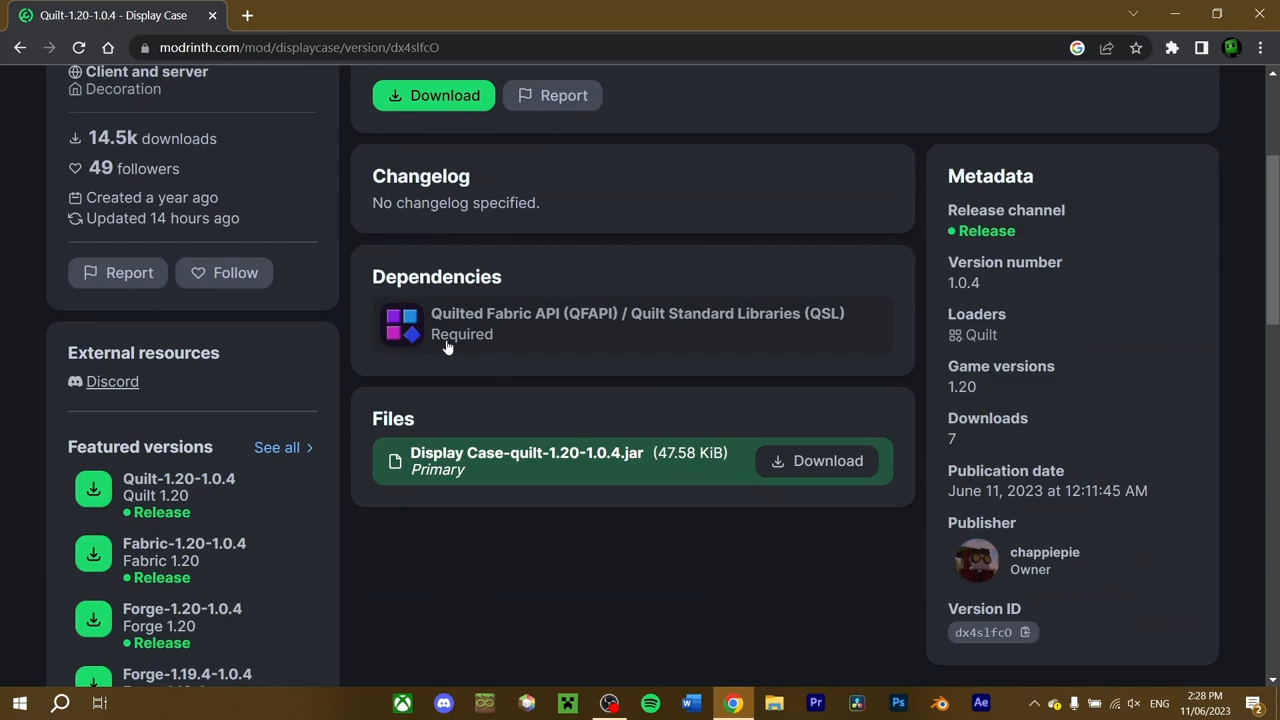 Quilt-1.20-1.0.4 - Display Case
modrinth.com/mod/displaycase/version/dx4slfcO
Client and server
Decoration
14.5k downloads
49 followers
Created a year ago
Updated 14 hours ago
Report
Follow
External resources
Discord
Featured versions
See all
Quilt-1.20-1.0.4
Quilt 1.20
Release
Fabric-1.20-1.0.4
Fabric 1.20
Release
Forge-1.20-1.0.4
Forge 1.20
Release
Forge-1.19.4-1.0.4
Download
Report
Changelog
No changelog specified.
Dependencies
Quilted Fabric API (QFAPI) / Quilt Standard Libraries (QSL)
Required
Files
Display Case-quilt-1.20-1.0.4.jar (47.58 KiB)
Primary
Download
Metadata
Release channel
Release
Version number
1.0.4
Loaders
Quilt
Game versions
1.20
Downloads
7
Publication date
June 11, 2023 at 12:11:45 AM
Publisher
chappiepie
Owner
Version ID
dx4slfcO
W
Pr
Ps
Ae
ENG
2:28 PM
11/06/2023
2